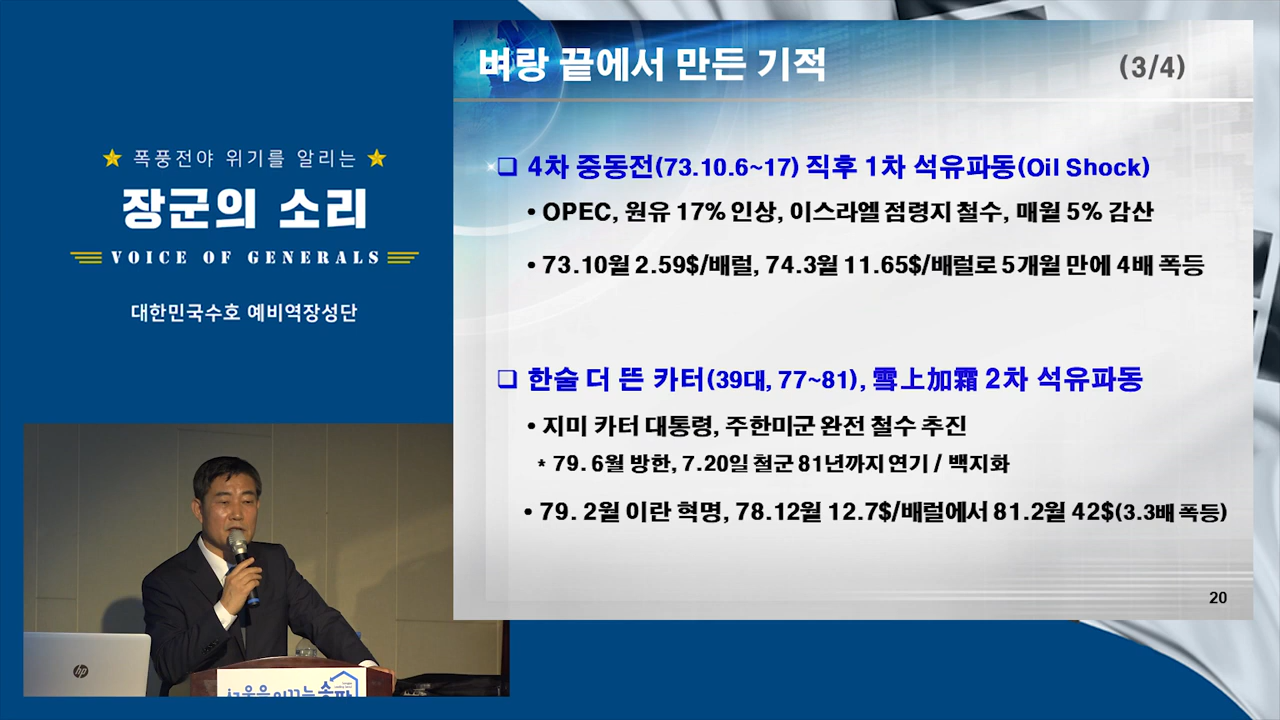 폭풍전야 위기를 알리는
장군의 소리
VOICE OF GENERALS
대한민국수호 예비역장성단
벼랑 끝에서 만든 기적 (3/4)
❑ 4차 중동전(73.10.6~17) 직후 1차 석유파동(Oil Shock)
• OPEC, 원유 17% 인상, 이스라엘 점령지 철수, 매월 5% 감산
• 73.10월 2.59$/배럴, 74.3월 11.65$/배럴로 5개월 만에 4배 폭등
❑ 한술 더 뜬 카터(39대, 77~81), 雪上加霜 2차 석유파동
• 지미 카터 대통령, 주한미군 완전 철수 추진
* 79. 6월 방한, 7.20일 철군 81년까지 연기 / 백지화
• 79. 2월 이란 혁명, 78.12월 12.7$/배럴에서 81.2월 42$(3.3배 폭등)
20
hp